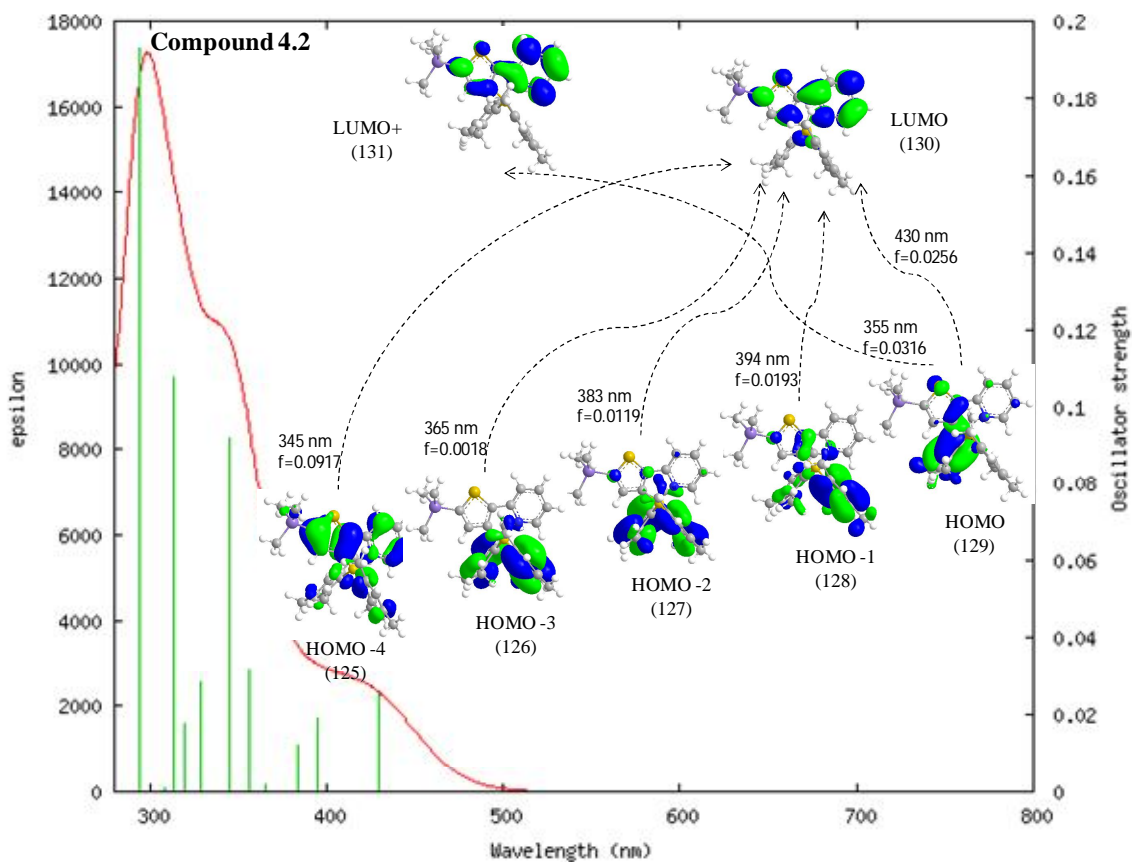 Compound 4.2
18000
16000
14000
12000
10000
8000
6000
4000
2000
0
epsilon
300
400
500
600
700
800
Wavelength (nm)
0.2
0.18
0.16
0.14
0.12
0.1
0.08
0.06
0.04
0.02
0
Oscillator strength
LUMO+
(131)
LUMO
(130)
430 nm
f=0.0256
355 nm
f=0.0316
394 nm
f=0.0193
383 nm
f=0.0119
365 nm
f=0.0018
345 nm
f=0.0917
HOMO -4
(125)
HOMO -3
(126)
HOMO -2
(127)
HOMO -1
(128)
HOMO
(129)